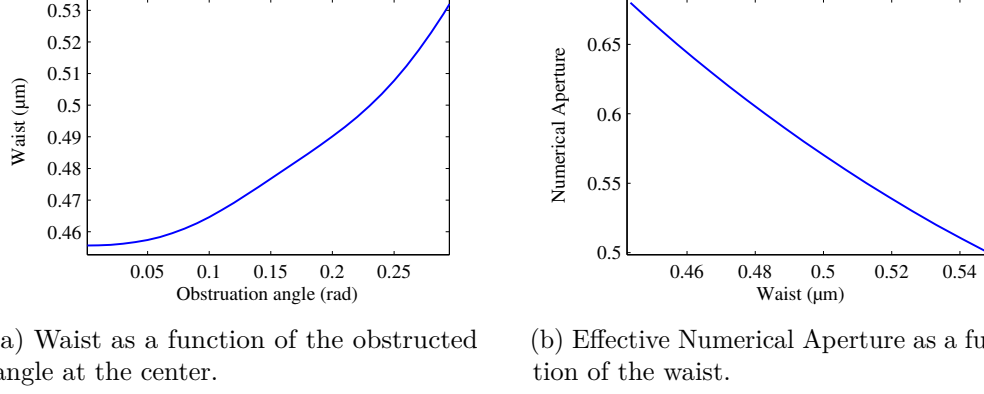 0.53
0.52
0.51
0.5
0.49
0.48
0.47
0.46
Waist (μm)
0.05 0.1 0.15 0.2 0.25
Obstruation angle (rad)
a) Waist as a function of the obstructed
angle at the center.
0.65
0.6
0.55
0.5
Numerical Aperture
0.46 0.48 0.5 0.52 0.54
Waist (μm)
(b) Effective Numerical Aperture as a fu
tion of the waist.